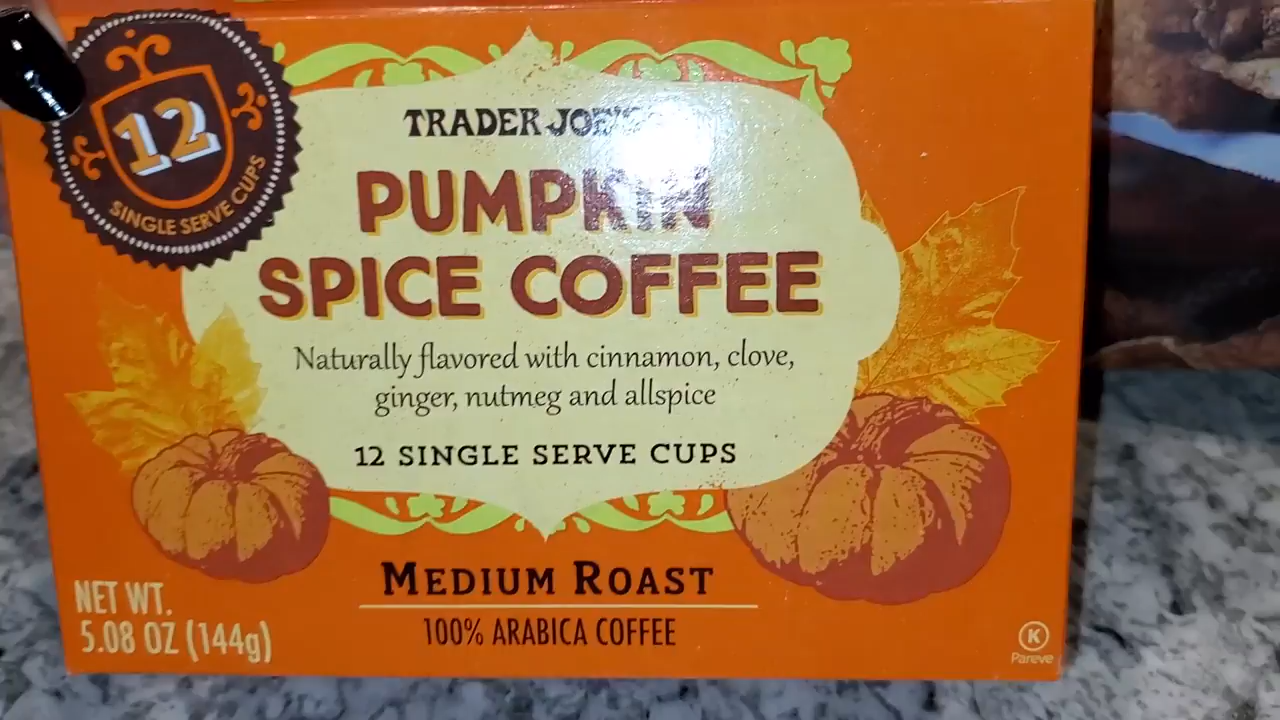 12
SINGLE SERVE CUPS
TRADER JOE'S
PUMPKIN
SPICE COFFEE
Naturally flavored with cinnamon, clove,
ginger, nutmeg and allspice
12 SINGLE SERVE CUPS
MEDIUM ROAST
100% ARABICA COFFEE
NET WT.
5.08 OZ (144g)
K
Pareve